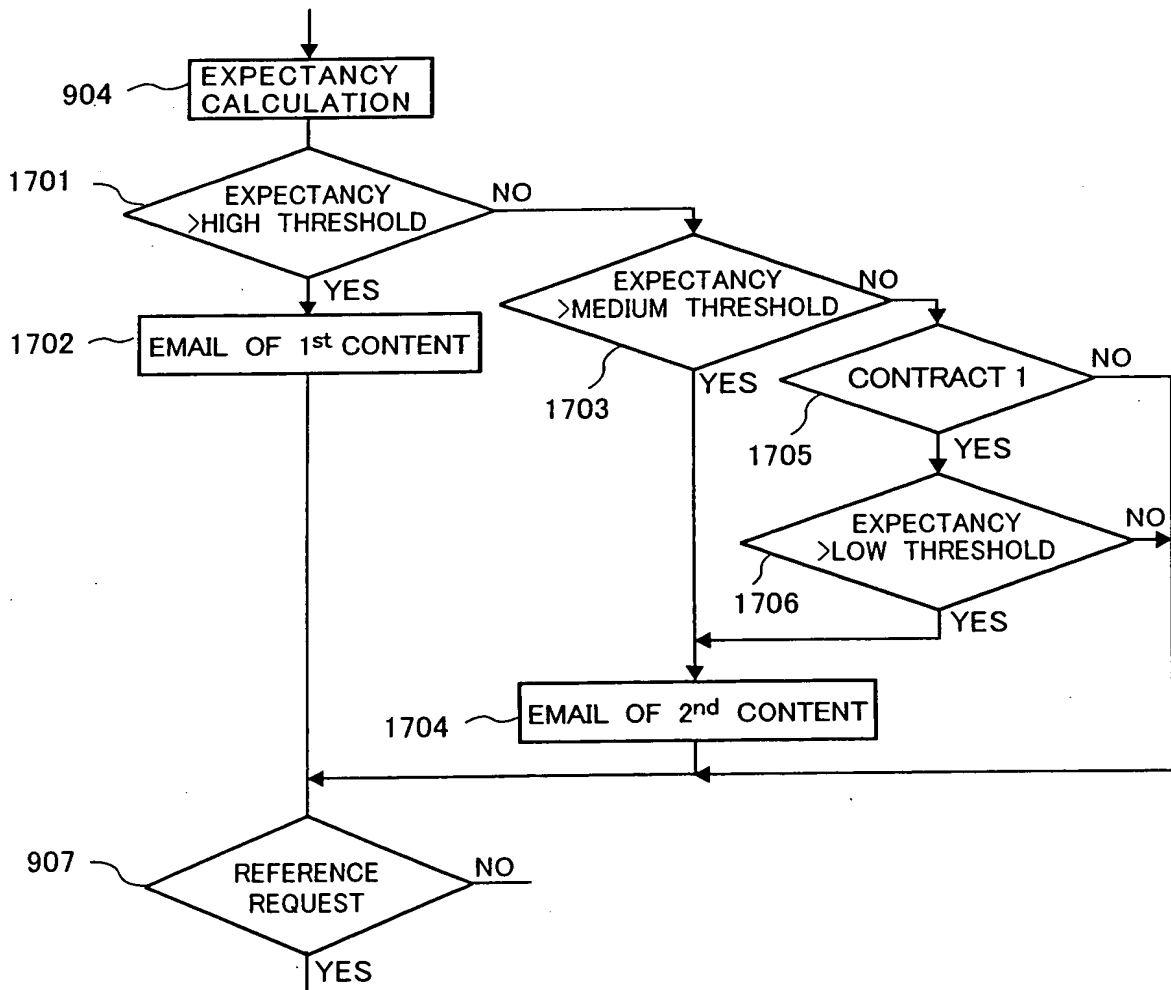 904
EXPECTANCY
CALCULATION
1701
EXPECTANCY
>HIGH THRESHOLD
NO
YES
1702
EMAIL OF 1st CONTENT
EXPECTANCY
>MEDIUM THRESHOLD
NO
1703
YES
CONTRACT 1
NO
1705
YES
EXPECTANCY
>LOW THRESHOLD
NO
1706
YES
1704
EMAIL OF 2nd CONTENT
907
REFERENCE
REQUEST
NO
YES